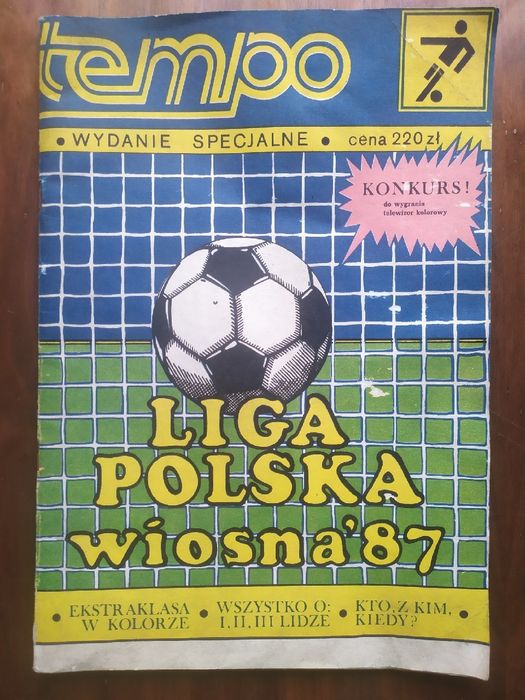 tempo
• WYDANIE SPECJALNE • cena 220 zł
KONKURS!
do wygrania
telewizor kolorowy
LIGA
POLSKA
wiosna '87
• EKSTRAKLASA W KOLORZE
• WSZYSTKO O: I, II, III LIDZE
• KTO, Z KIM, KIEDY? •